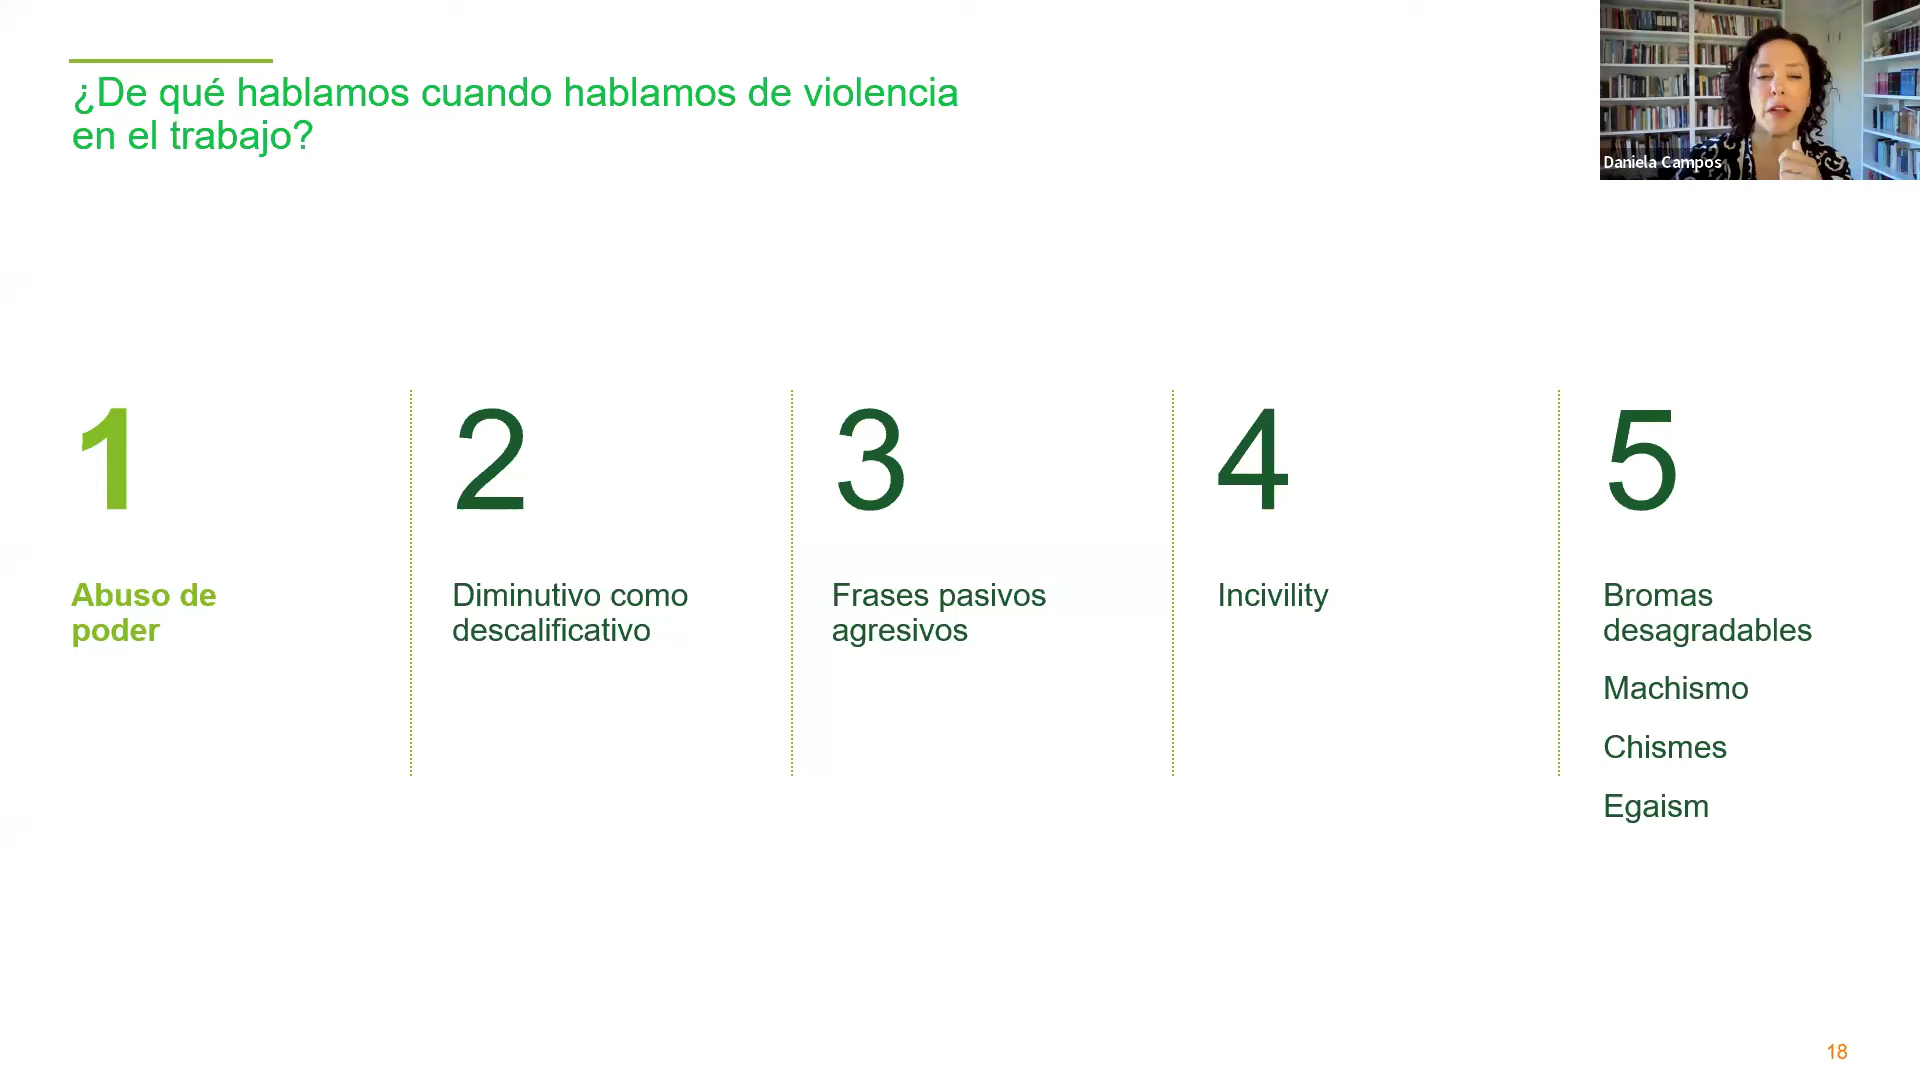 ¿De qué hablamos cuando hablamos de violencia
en el trabajo?
Daniela Campos
1
Abuso de
poder
2
Diminutivo como
descalificativo
3
Frases pasivos
agresivos
4
Incivility
5
Bromas
desagradables
Machismo
Chismes
Egaism
18